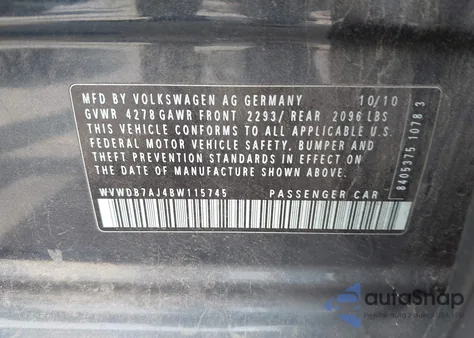 MFD BY VOLKSWAGEN AG GERMANY 10/10
GVWR 4278 GAWR FRONT 2293/ REAR 2096 LBS
THIS VEHICLE CONFORMS TO ALL APPLICABLE U.S.
FEDERAL MOTOR VEHICLE SAFETY, BUMPER AND
THEFT PREVENTION STANDARDS IN EFFECT ON
THE DATE OF MANUFACTURE SHOWN ABOVE.
WVWDB7AJ4BW115745 PASSENGER CAR
8405375 1078 3
autoSnap